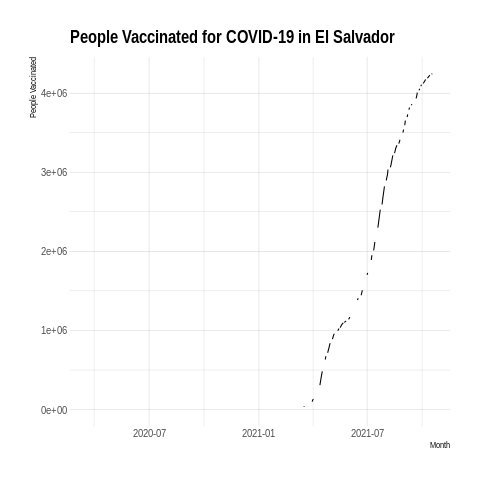 People Vaccinated for COVID-19 in El Salvador
People Vaccinated
4e+06
3e+06
2e+06
1e+06
0e+00
2020-07
2021-01
2021-07
Month